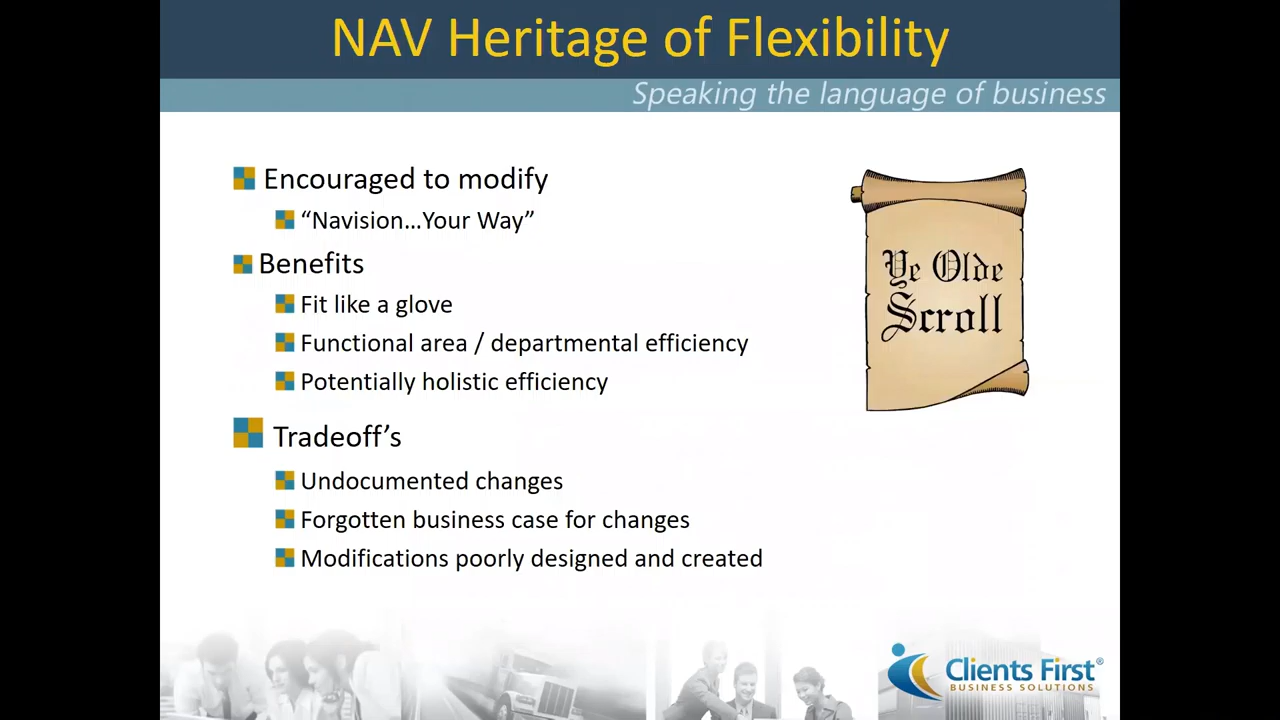 NAV Heritage of Flexibility
Speaking the language of business
Encouraged to modify
“Navision...Your Way”
Benefits
Fit like a glove
Functional area / departmental efficiency
Potentially holistic efficiency
Tradeoff’s
Undocumented changes
Forgotten business case for changes
Modifications poorly designed and created
Ye Olde
Scroll
Clients First®
BUSINESS SOLUTIONS